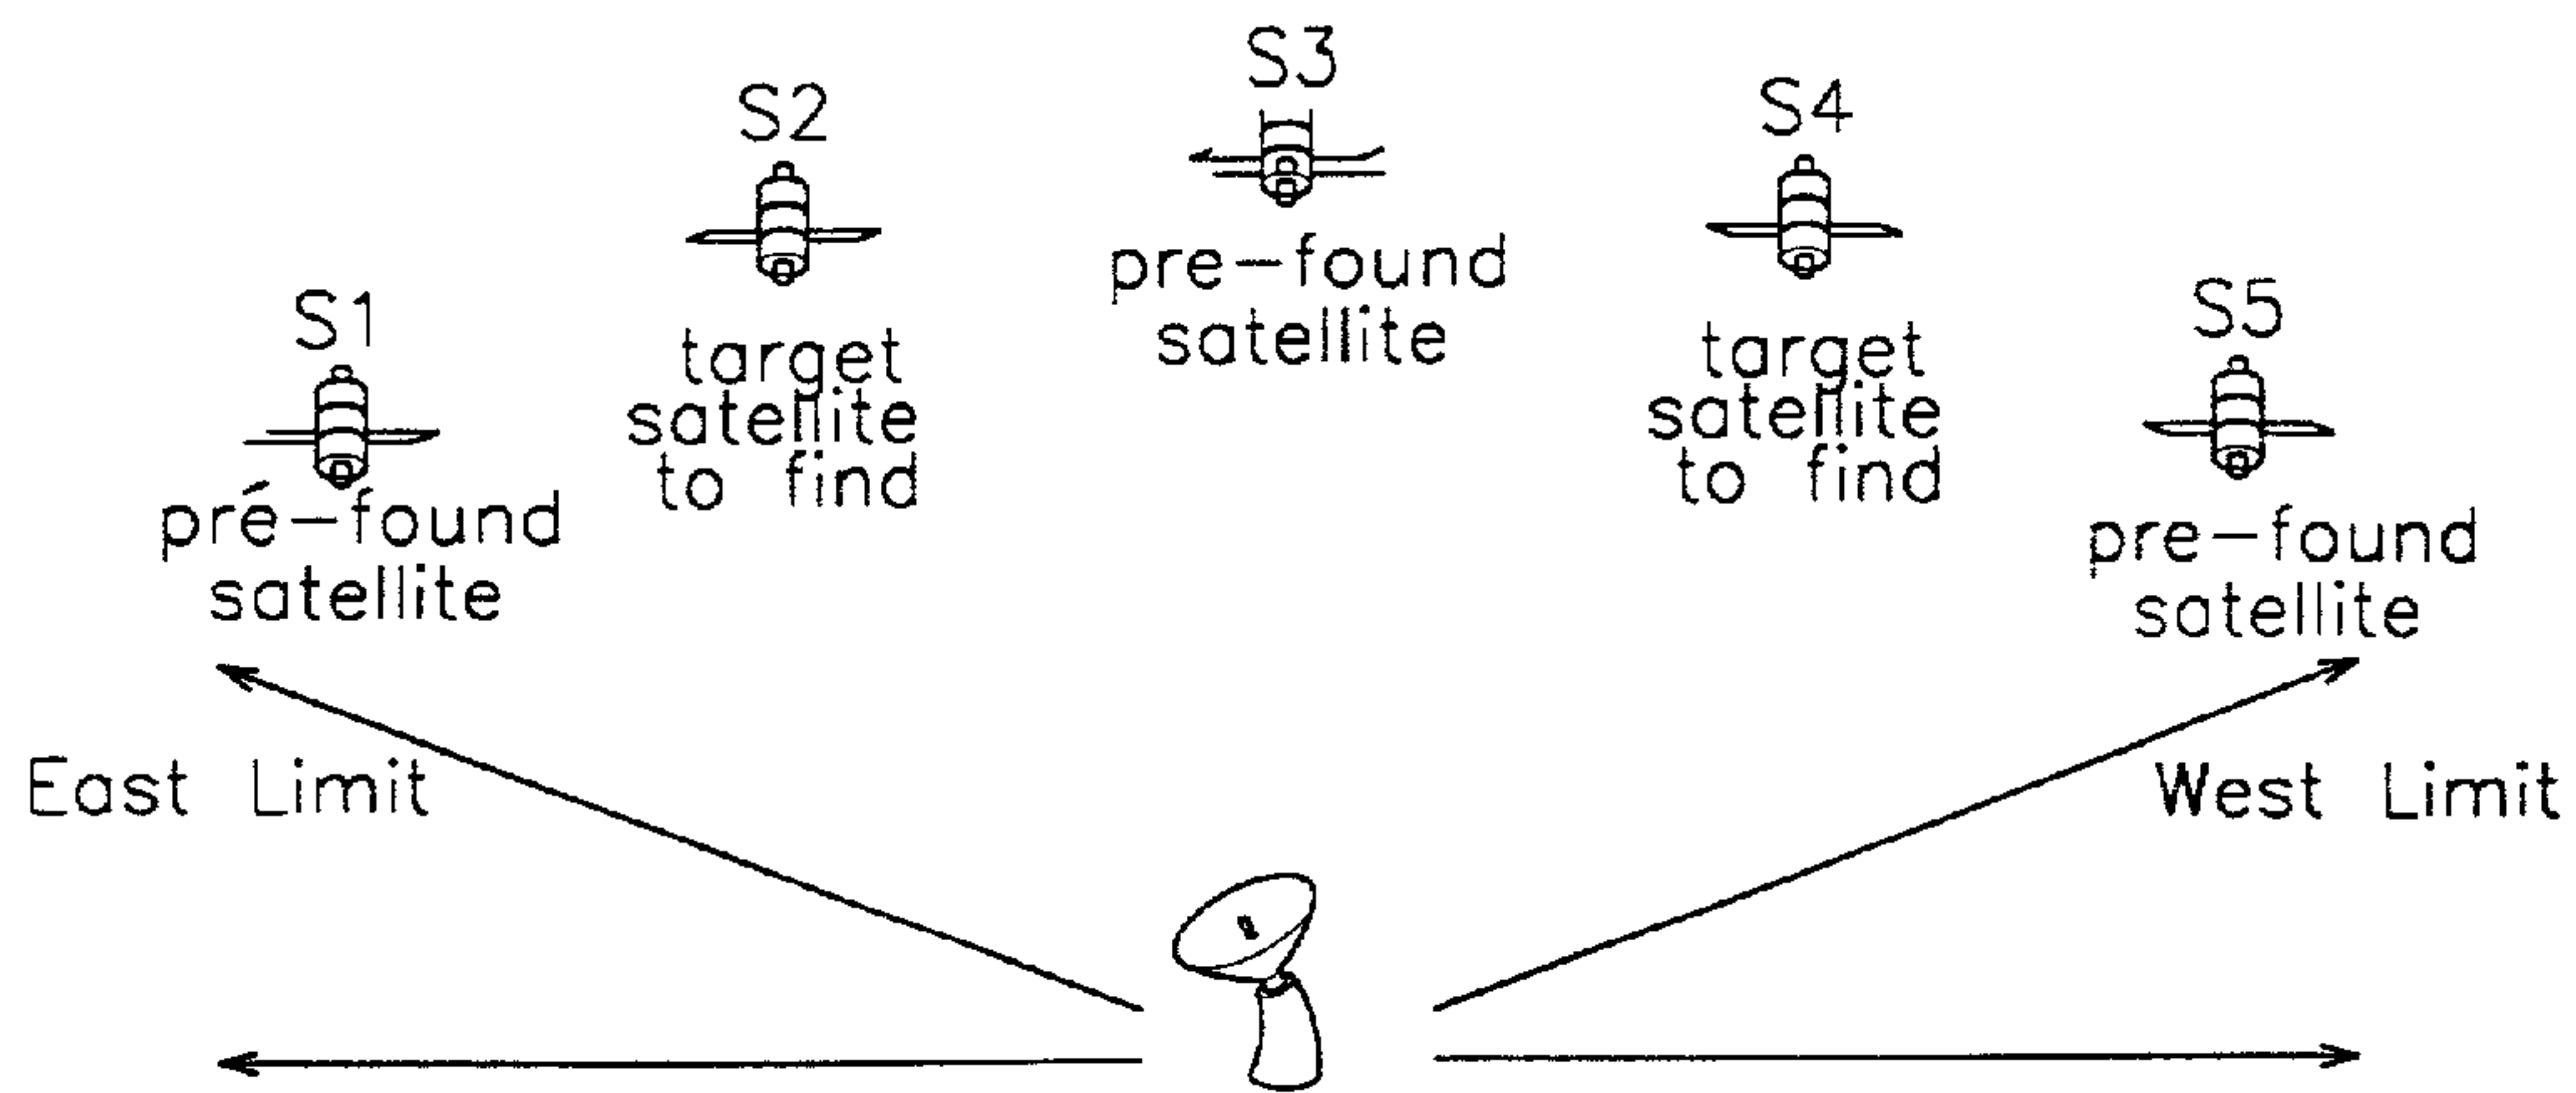 S1
pré-found
satellite
S2
target
satellite
to find
S3
pre-found
satellite
S4
target
satellite
to find
S5
pre-found
satellite
East Limit
West Limit